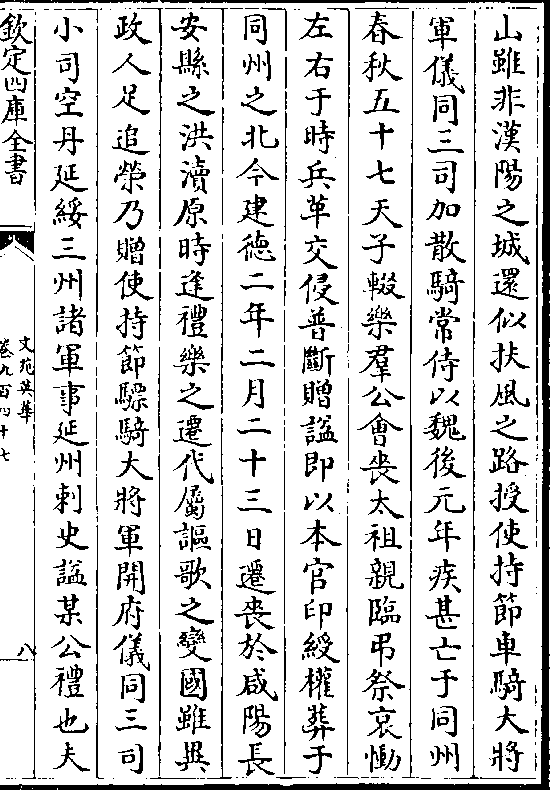 山雖非漢陽之城還似扶風之路授使持節車騎大將
軍儀同三司加散騎常侍以魏後元年疾甚亡于同州
春秋五十七天子輟樂羣公會喪太祖親臨弔祭哀慟
左右于時兵革交侵普斷贈謚即以本官印綬權葬于
同州之北今建德二年二月二十三日遷喪於咸陽長
安縣之洪瀆原時逢禮樂之遷代屬謳歌之變國雖異
政人足追榮乃贈使持節驃騎大將軍開府儀同三司
小司空丹延綏三州諸軍事延州刺史謚某公禮也夫
欽定四庫全書
文苑英華
卷九百四十七
八